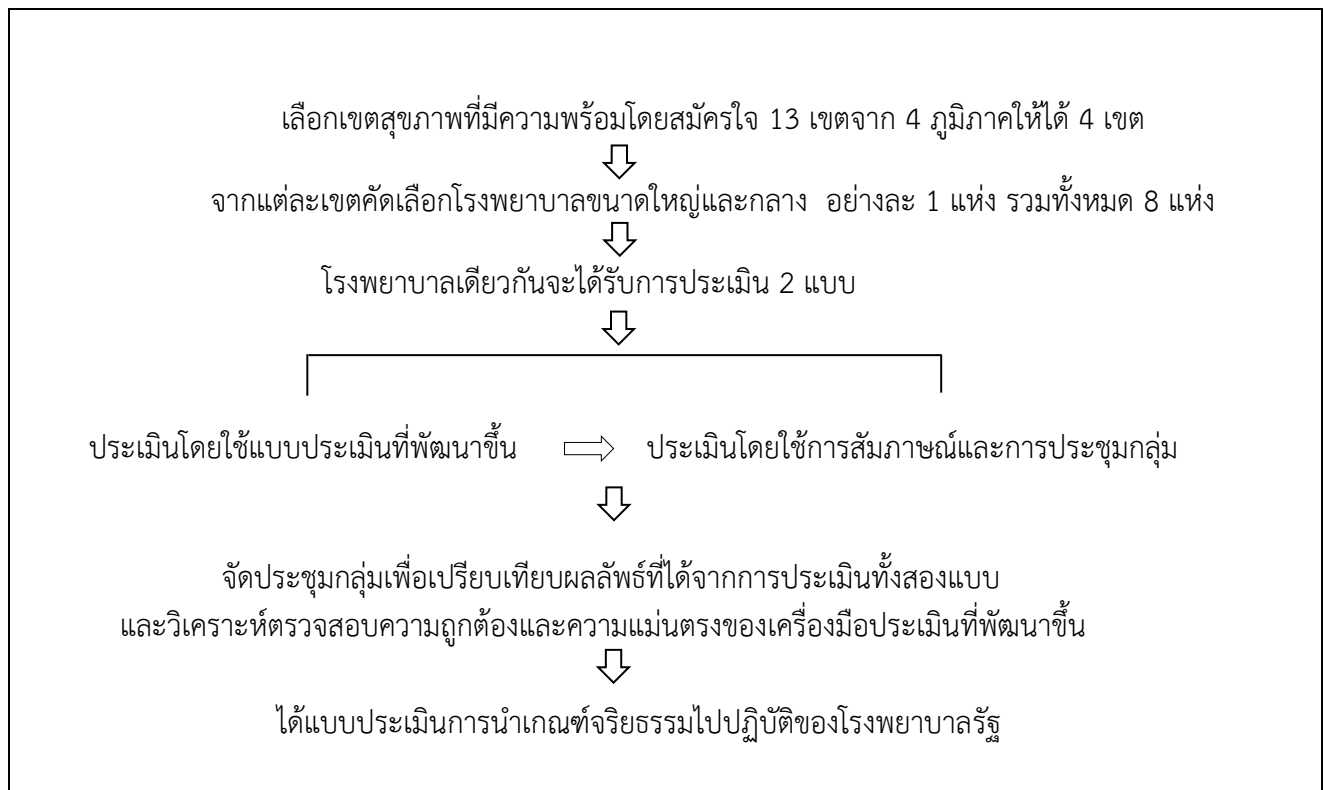 เลือกเขตสุขภาพที่มีความพร้อมโดยสมัครใจ 13 เขตจาก 4 ภูมิภาคให้ได้ 4 เขต
จากแต่ละเขตคัดเลือกโรงพยาบาลขนาดใหญ่และกลาง อย่างละ 1 แห่ง รวมทั้งหมด 8 แห่ง
โรงพยาบาลเดียวกันจะได้รับการประเมิน 2 แบบ
ประเมินโดยใช้แบบประเมินที่พัฒนาขึ้น ประเมินโดยใช้การสัมภาษณ์และการประชุมกลุ่ม
จัดประชุมกลุ่มเพื่อเปรียบเทียบผลลัพธ์ที่ได้จากการประเมินทั้งสองแบบ
และวิเคราะห์ตรวจสอบความถูกต้องและความแม่นตรงของเครื่องมือประเมินที่พัฒนาขึ้น
ได้แบบประเมินการนำเกณฑ์จริยธรรมไปปฏิบัติของโรงพยาบาลรัฐ